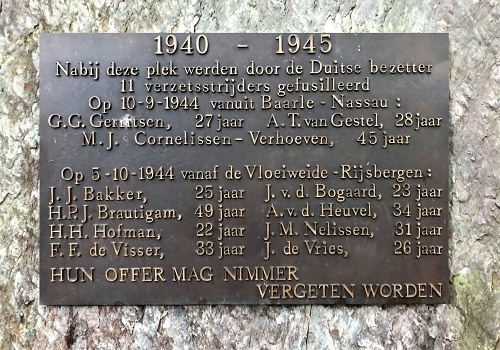 1940 - 1945
Nabij deze plek werden door de Duitse bezetter
11 verzetsstrijders gefusilleerd
Op 10-9-1944 vanuit Baarle - Nassau :
G.G. Gerritsen, 27 jaar A.T. van Gestel, 28 jaar
M.J. Cornelissen - Verhoeven, 45 jaar
Op 5-10-1944 vanaf de Vloeiweide - Rijsbergen :
J.J. Bakker, 25 jaar J. v.d. Bogaard, 23 jaar
H.P.J. Brautigam, 49 jaar A. v.d. Heuvel, 34 jaar
H.H. Hofman, 22 jaar J.M. Nelissen, 31 jaar
F.F. de Visser, 33 jaar J. de Vries, 26 jaar
HUN OFFER MAG NIMMER
VERGETEN WORDEN